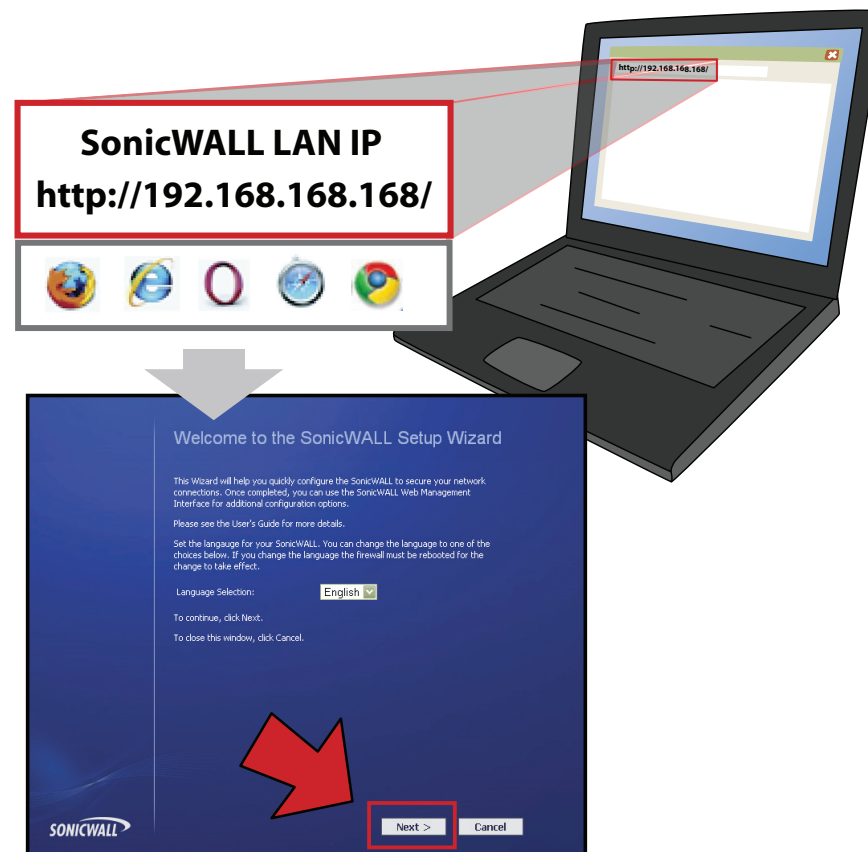 http://192.168.168.168/
SonicWALL LAN IP
http://192.168.168.168/
Welcome to the SonicWALL Setup Wizard
This Wizard will help you quickly configure the SonicWALL to secure your network
connections. Once completed, you can use the SonicWALL Web Management
Interface for additional configuration options.
Please see the User's Guide for more details.
Set the langauge for your SonicWALL. You can change the language to one of the
choices below. If you change the language the firewall must be rebooted for the
change to take effect.
Language Selection: English
To continue, click Next.
To close this window, click Cancel.
SONICWALL
Next > Cancel